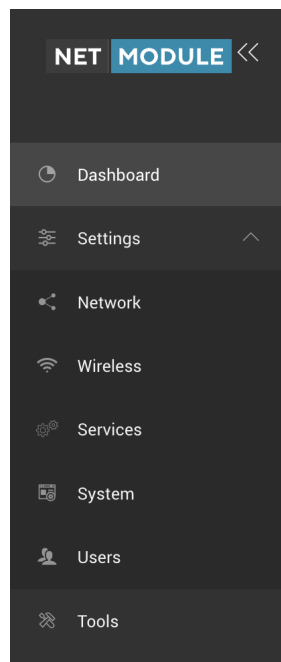 NET MODULE
Dashboard
Settings
Network
Wireless
Services
System
Users
Tools